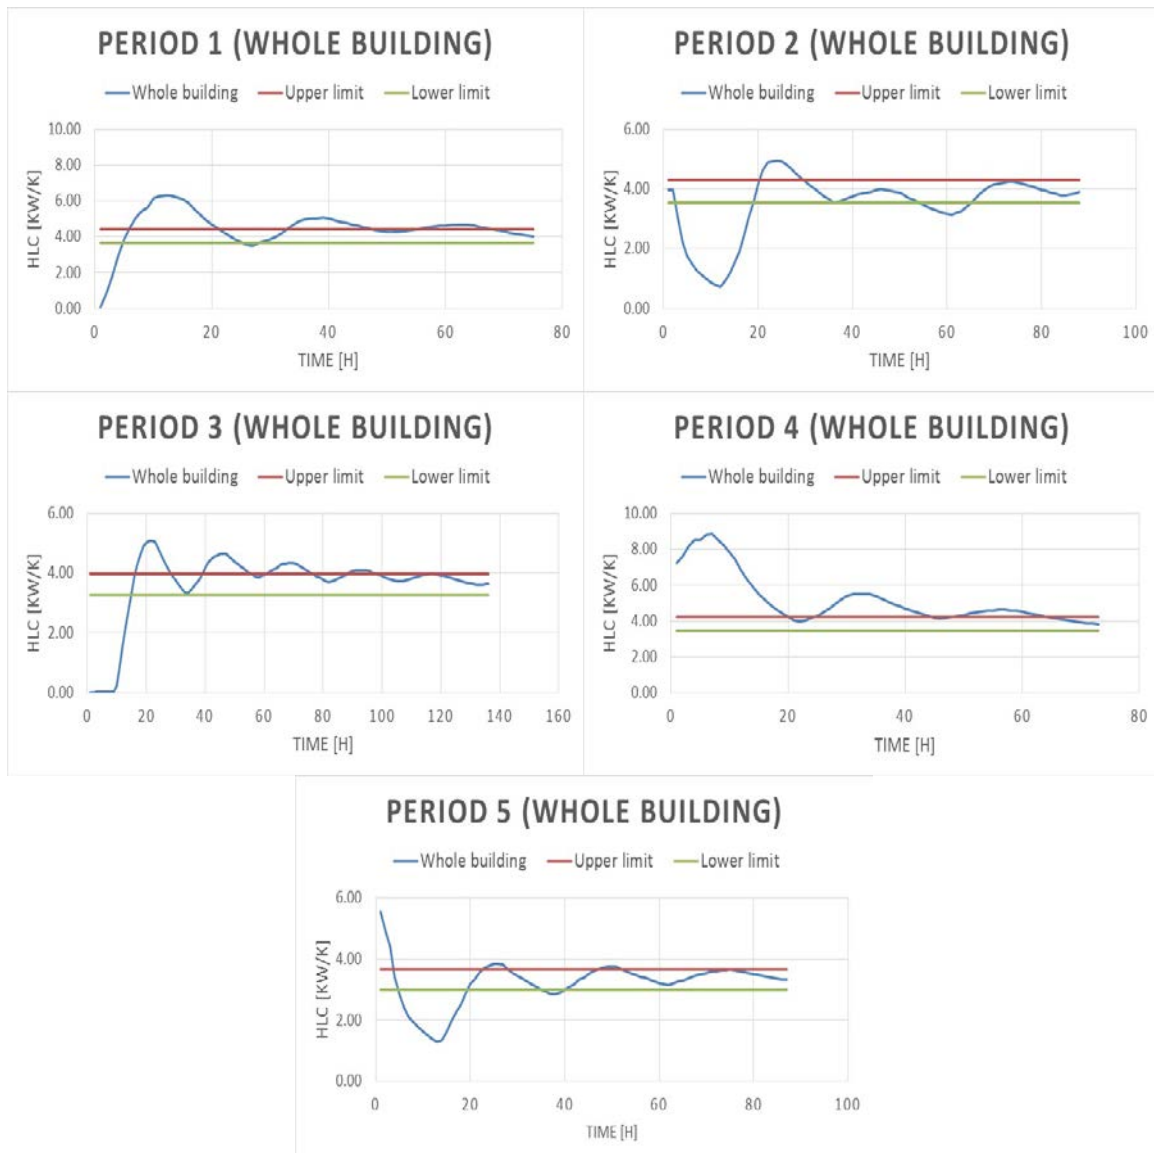 PERIOD 1 (WHOLE BUILDING)
Whole building Upper limit Lower limit
10.00
8.00
6.00
4.00
2.00
0.00
HLC [KW/K]
0 20 40 60 80
TIME [H]
PERIOD 2 (WHOLE BUILDING)
Whole building Upper limit Lower limit
6.00
4.00
2.00
0.00
HLC [KW/K]
0 20 40 60 80 100
TIME [H]
PERIOD 3 (WHOLE BUILDING)
Whole building Upper limit Lower limit
6.00
4.00
2.00
0.00
HLC [KW/K]
0 20 40 60 80 100 120 140 160
TIME [H]
PERIOD 4 (WHOLE BUILDING)
Whole building Upper limit Lower limit
10.00
8.00
6.00
4.00
2.00
0.00
HLC [KW/K]
0 20 40 60 80
TIME [H]
PERIOD 5 (WHOLE BUILDING)
Whole building Upper limit Lower limit
6.00
4.00
2.00
0.00
HLC [KW/K]
0 20 40 60 80 100
TIME [H]